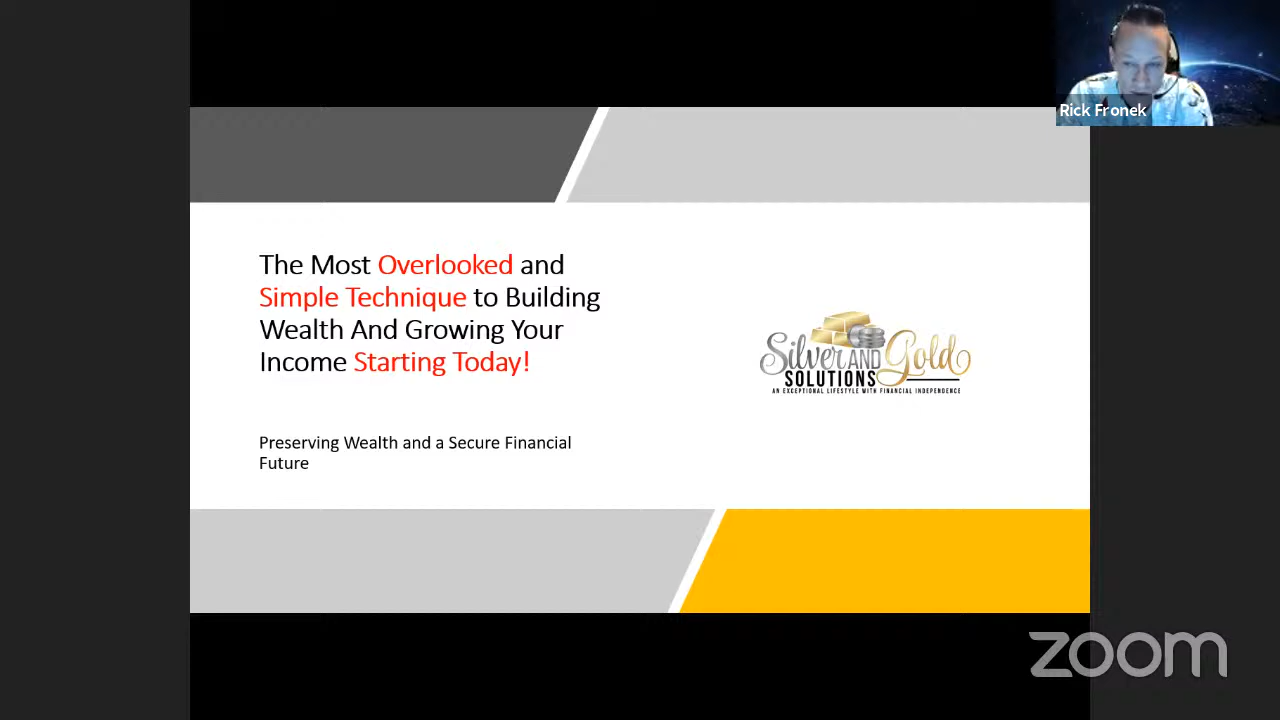 Rick Fronek
The Most Overlooked and
Simple Technique to Building
Wealth And Growing Your
Income Starting Today!
Silver AND Gold
SOLUTIONS
AN EXCEPTIONAL LIFESTYLE WITH FINANCIAL INDEPENDENCE
Preserving Wealth and a Secure Financial
Future
zoom